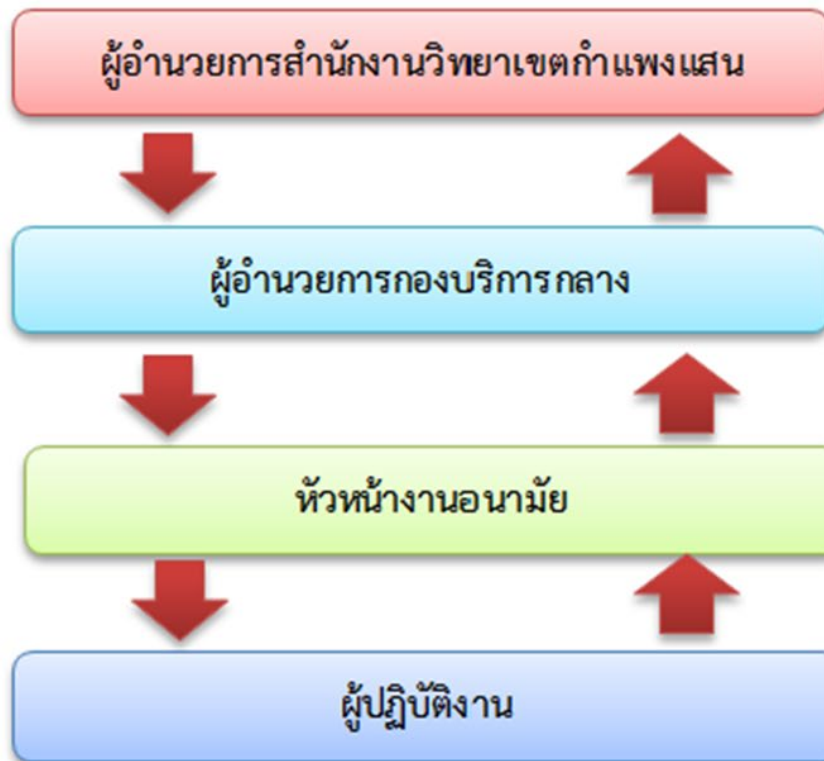 ผู้อำนวยการสำนักงานวิทยาเขตกำแพงแสน
ผู้อำนวยการกองบริการกลาง
หัวหน้างานอนามัย
ผู้ปฏิบัติงาน